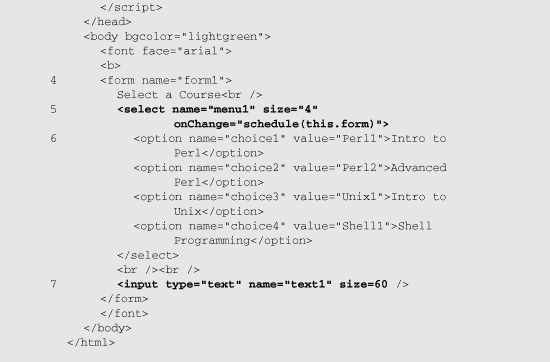 </script>
</head>
<body bgcolor="lightgreen">
<font face="arial">
<b>
4 <form name="form1">
Select a Course<br />
5 <select name="menu1" size="4"
onChange="schedule(this.form)">
6 <option name="choice1" value="Perl1">Intro to
Perl</option>
<option name="choice2" value="Perl2">Advanced
Perl</option>
<option name="choice3" value="Unix1">Intro to
Unix</option>
<option name="choice4" value="Shell1">Shell
Programming</option>
</select>
<br /><br />
7 <input type="text" name="text1" size=60 />
</form>
</font>
</body>
</html>